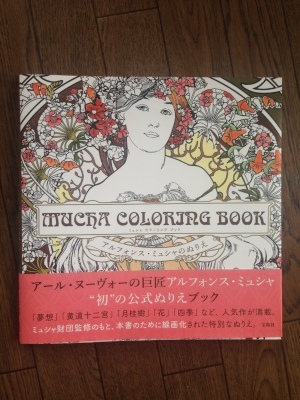 MUCHA COLORING BOOK
ミュシャ カラーリング ブック
アルフォンス・ミュシャのぬりえ
アール・ヌーヴォーの巨匠アルフォンス・ミュシャ
“初”の公式ぬりえブック
「夢想」「黄道十二宮」「月桂樹」「花」「四季」など、人気作が満載。
ミュシャ財団監修のもと、本書のために線画化された特別なぬりえ。